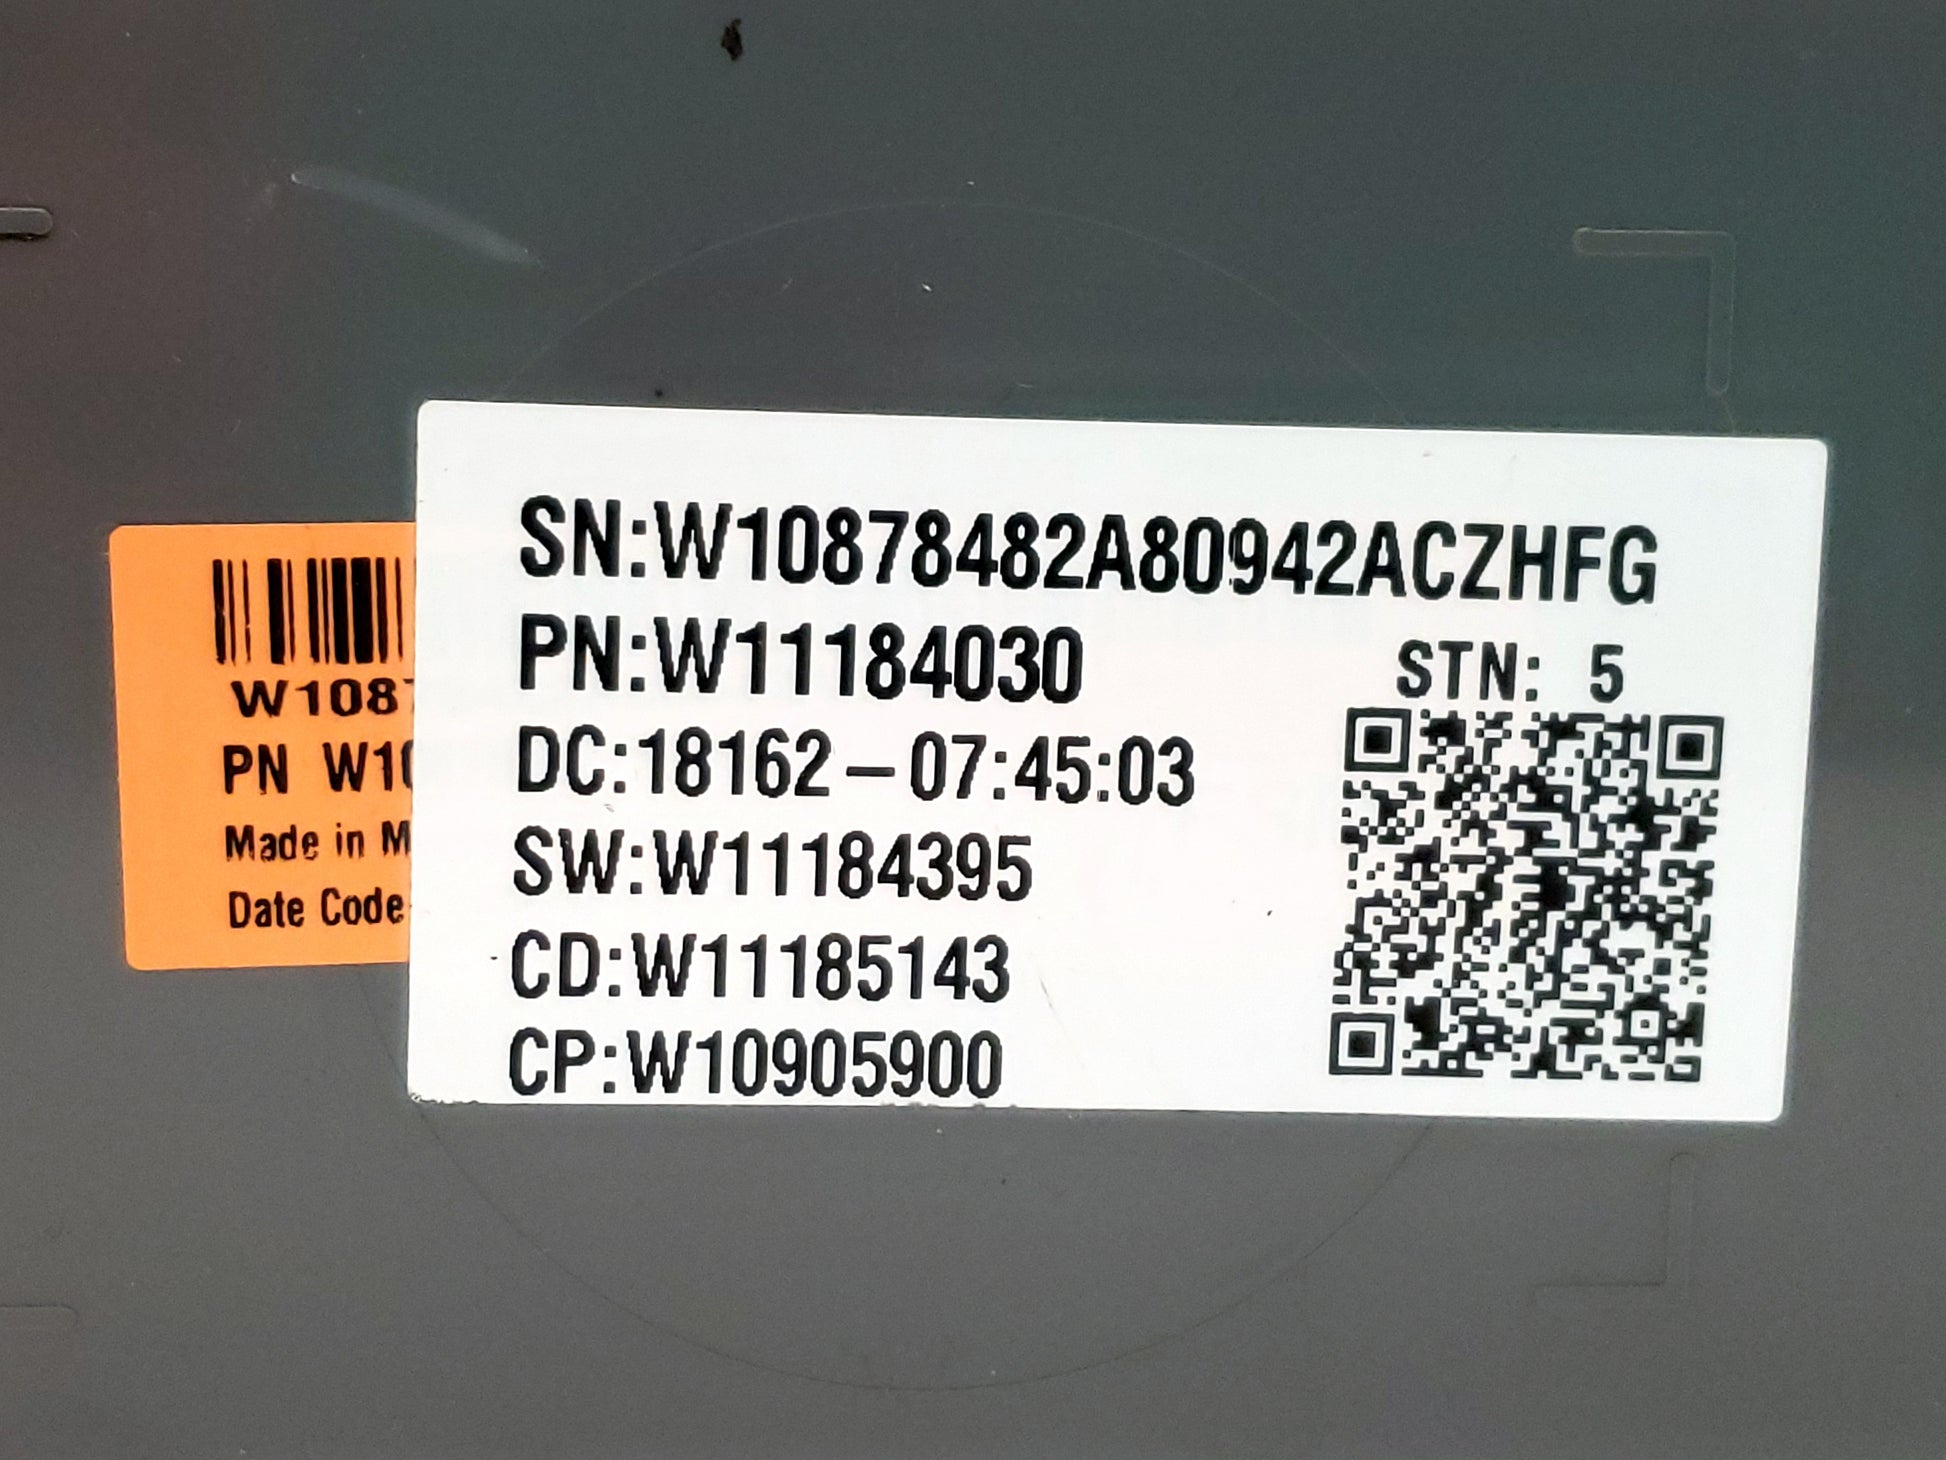 SN:W10878482A80942ACZHFG
PN:W11184030
STN: 5
DC:18162-07:45:03
SW:W11184395
CD:W11185143
CP:W10905900
W1087
PN W10
Made in M
Date Code